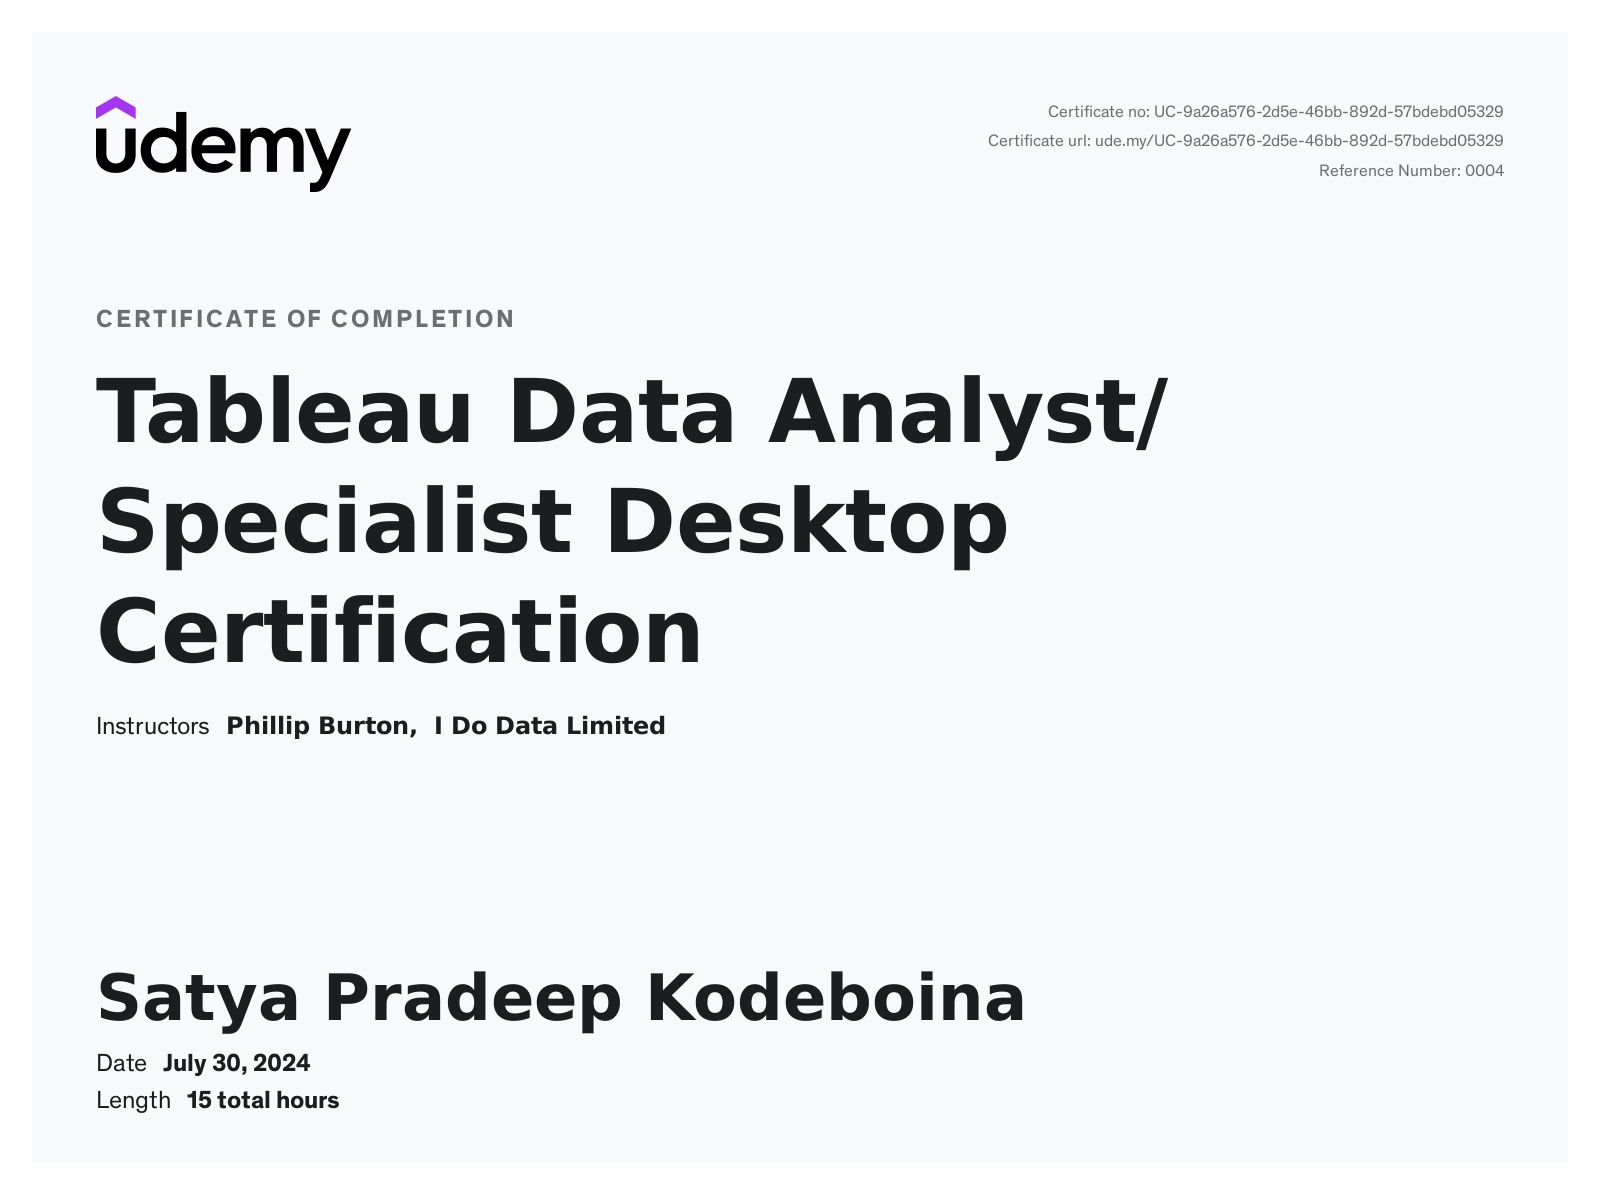 udemy
Certificate no: UC-9a26a576-2d5e-46bb-892d-57bdebd05329
Certificate url: ude.my/UC-9a26a576-2d5e-46bb-892d-57bdebd05329
Reference Number: 0004
CERTIFICATE OF COMPLETION
Tableau Data Analyst/
Specialist Desktop
Certification
Instructors Phillip Burton, I Do Data Limited
Satya Pradeep Kodeboina
Date July 30, 2024
Length 15 total hours